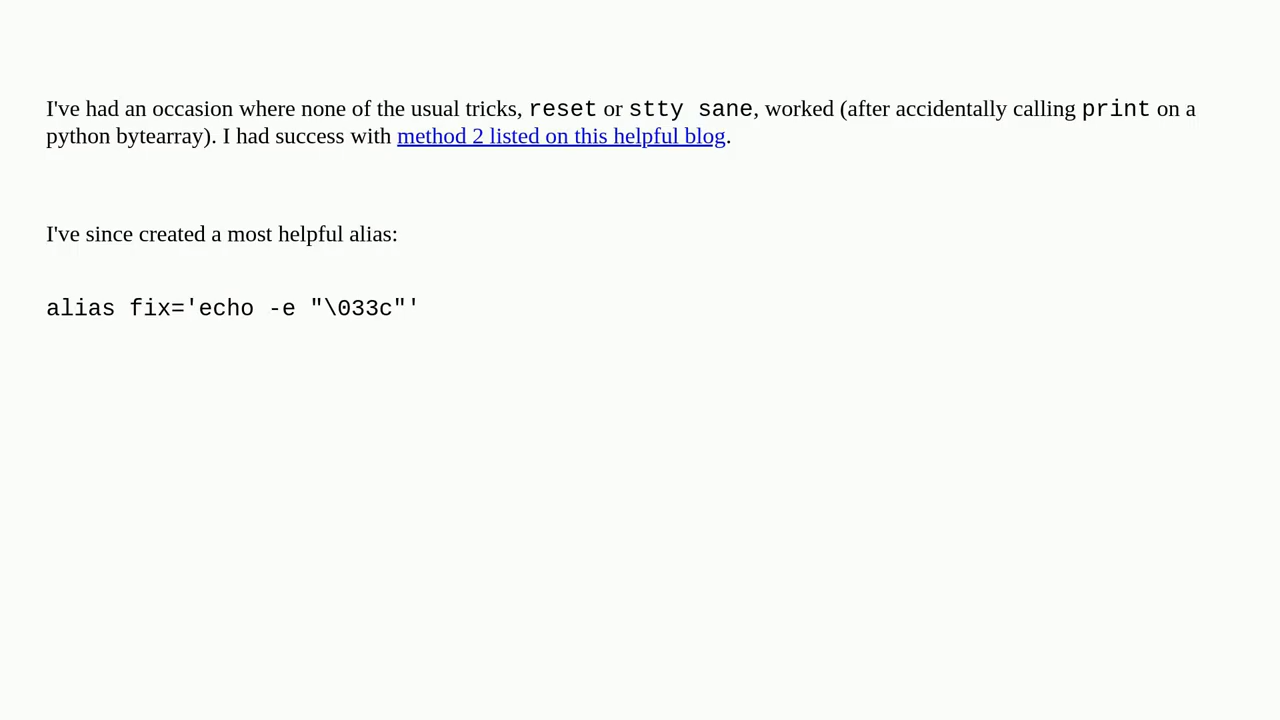 I've had an occasion where none of the usual tricks, reset or stty sane, worked (after accidentally calling print on a
python bytearray). I had success with method 2 listed on this helpful blog.
I've since created a most helpful alias:
alias fix='echo -e "\033c"'